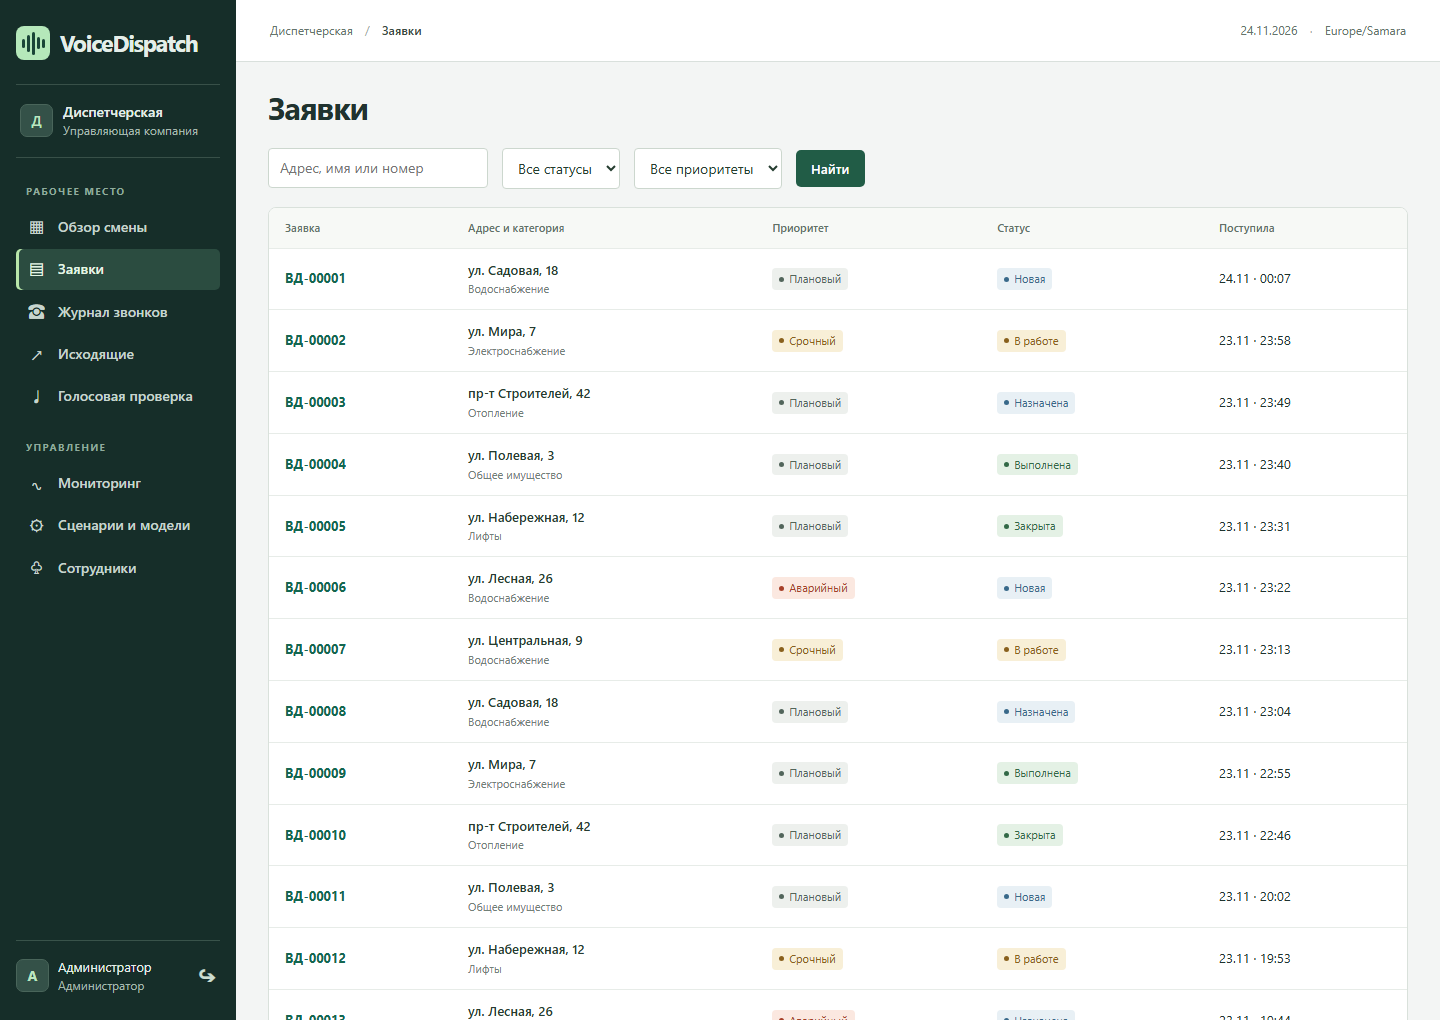 VoiceDispatch
Д
Диспетчерская
Управляющая компания
РАБОЧЕЕ МЕСТО
Обзор смены
Заявки
Журнал звонков
Исходящие
Голосовая проверка
УПРАВЛЕНИЕ
Мониторинг
Сценарии и модели
Сотрудники
А
Администратор
Администратор
Диспетчерская / Заявки
24.11.2026 · Europe/Samara
Заявки
Адрес, имя или номер Все статусы Все приоритеты Найти
Заявка Адрес и категория Приоритет Статус Поступила
ВД-00001 ул. Садовая, 18 Плановый Новая 24.11 · 00:07
Водоснабжение
ВД-00002 ул. Мира, 7 Срочный В работе 23.11 · 23:58
Электроснабжение
ВД-00003 пр-т Строителей, 42 Плановый Назначена 23.11 · 23:49
Отопление
ВД-00004 ул. Полевая, 3 Плановый Выполнена 23.11 · 23:40
Общее имущество
ВД-00005 ул. Набережная, 12 Плановый Закрыта 23.11 · 23:31
Лифты
ВД-00006 ул. Лесная, 26 Аварийный Новая 23.11 · 23:22
Водоснабжение
ВД-00007 ул. Центральная, 9 Срочный В работе 23.11 · 23:13
Водоснабжение
ВД-00008 ул. Садовая, 18 Плановый Назначена 23.11 · 23:04
Водоснабжение
ВД-00009 ул. Мира, 7 Плановый Выполнена 23.11 · 22:55
Электроснабжение
ВД-00010 пр-т Строителей, 42 Плановый Закрыта 23.11 · 22:46
Отопление
ВД-00011 ул. Полевая, 3 Плановый Новая 23.11 · 20:02
Общее имущество
ВД-00012 ул. Набережная, 12 Срочный В работе 23.11 · 19:53
Лифты
ВД-00013 ул. Лесная, 26 Аварийный Назначена 23.11 · 19:44